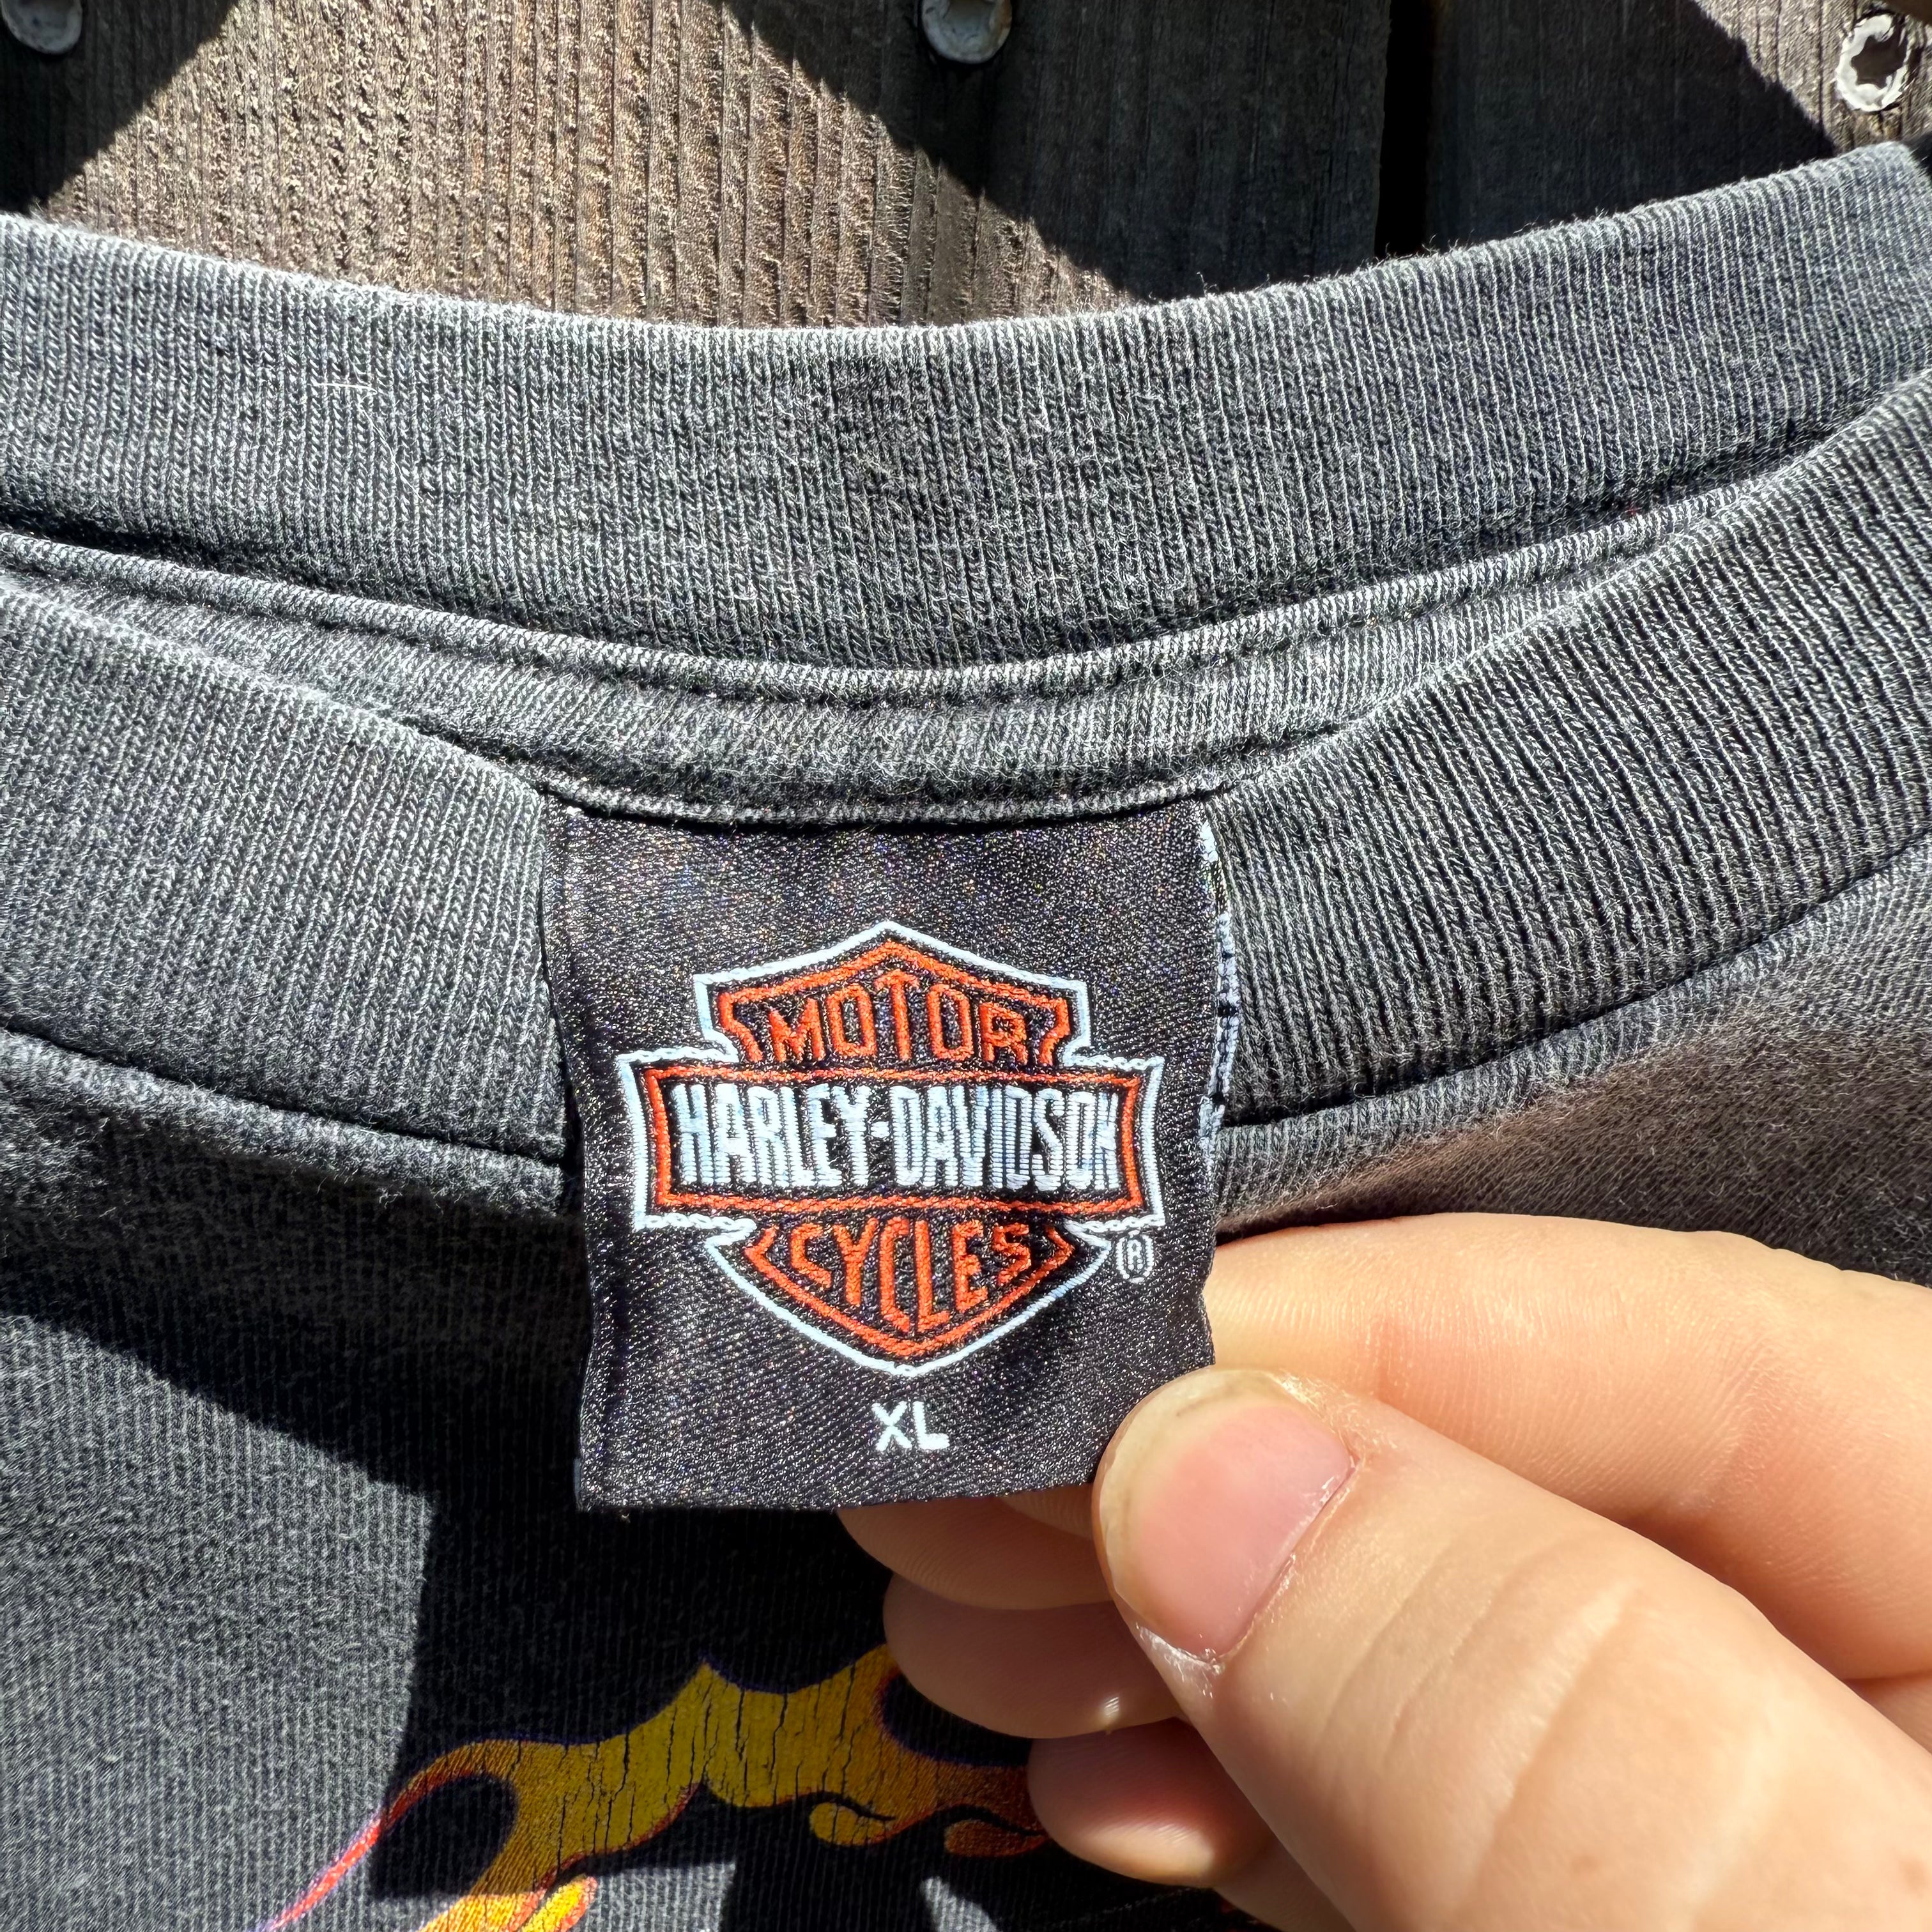 MOTOR
HARLEY-DAVIDSON
CYCLES
®
XL